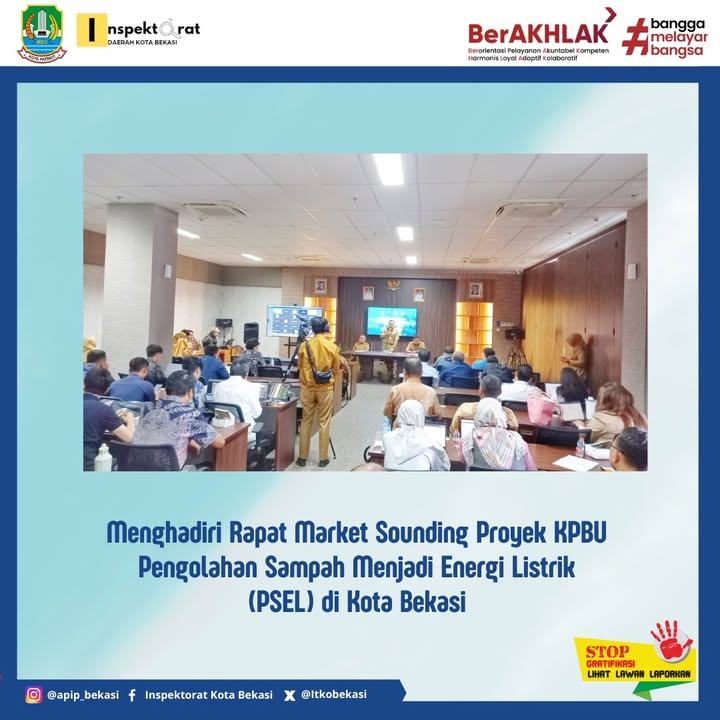 KOTA PATRIOT
Inspektorat
DAERAH KOTA BEKASI
BerAKHLAK
Berorientasi Pelayanan Akuntabel Kompeten
Harmonis Loyal Adaptif Kolaboratif
#bangga
melayani
bangsa
Menghadiri Rapat Market Sounding Proyek KPBU
Pengolahan Sampah Menjadi Energi Listrik
(PSEL) di Kota Bekasi
STOP
GRATIFIKASI
LIHAT LAWAN LAPORKAN
@apip_bekasi
Inspektorat Kota Bekasi
@Itkobekasi